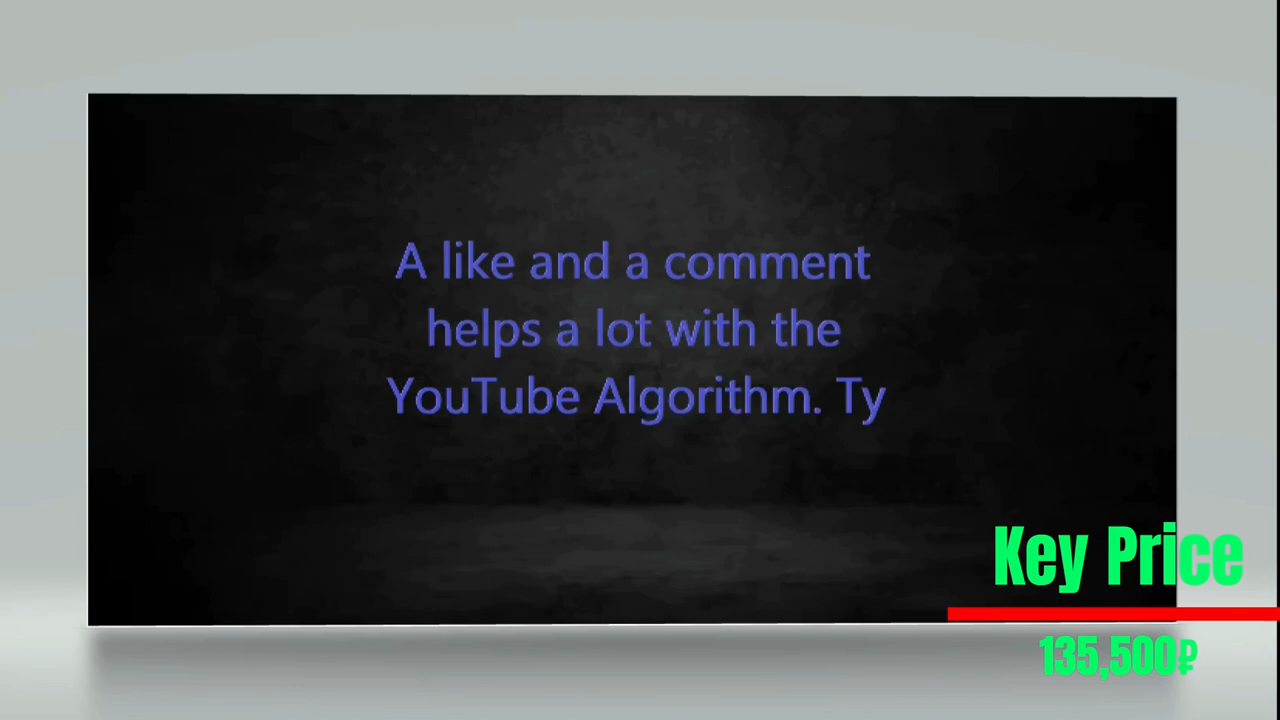 A like and a comment
helps a lot with the
YouTube Algorithm. Ty
Key Price
135,500₽